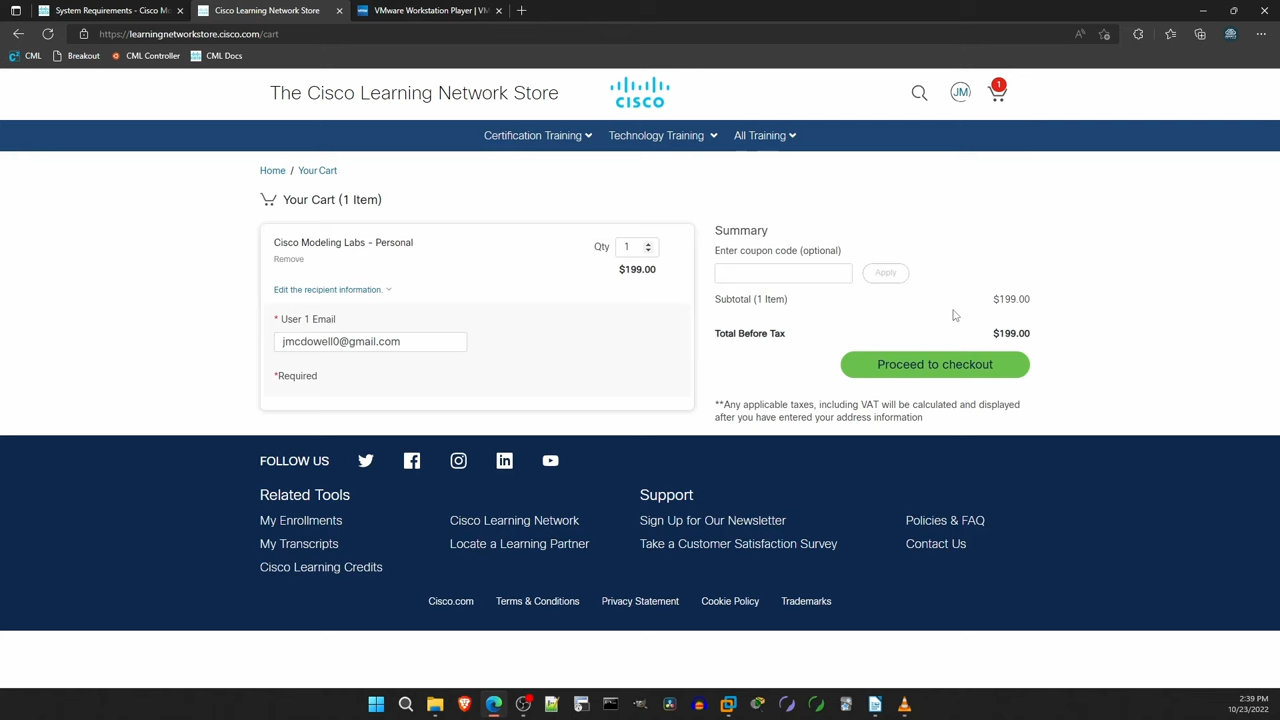 System Requirements - Cisco M
Cisco Learning Network Store
VMware Workstation Player | V
https://learningnetworkstore.cisco.com/cart
CML
Breakout
CML Controller
CML Docs
The Cisco Learning Network Store
CISCO
JM
1
Certification Training
Technology Training
All Training
Home / Your Cart
Your Cart (1 Item)
Cisco Modeling Labs - Personal
Qty 1
Remove
$199.00
Edit the recipient information.
* User 1 Email
jmcdowell0@gmail.com
*Required
Summary
Enter coupon code (optional)
Apply
Subtotal (1 Item) $199.00
Total Before Tax $199.00
Proceed to checkout
**Any applicable taxes, including VAT will be calculated and displayed
after you have entered your address information
FOLLOW US
Related Tools
Support
My Enrollments
Cisco Learning Network
Sign Up for Our Newsletter
Policies & FAQ
My Transcripts
Locate a Learning Partner
Take a Customer Satisfaction Survey
Contact Us
Cisco Learning Credits
Cisco.com
Terms & Conditions
Privacy Statement
Cookie Policy
Trademarks
2:39 PM
10/23/2022